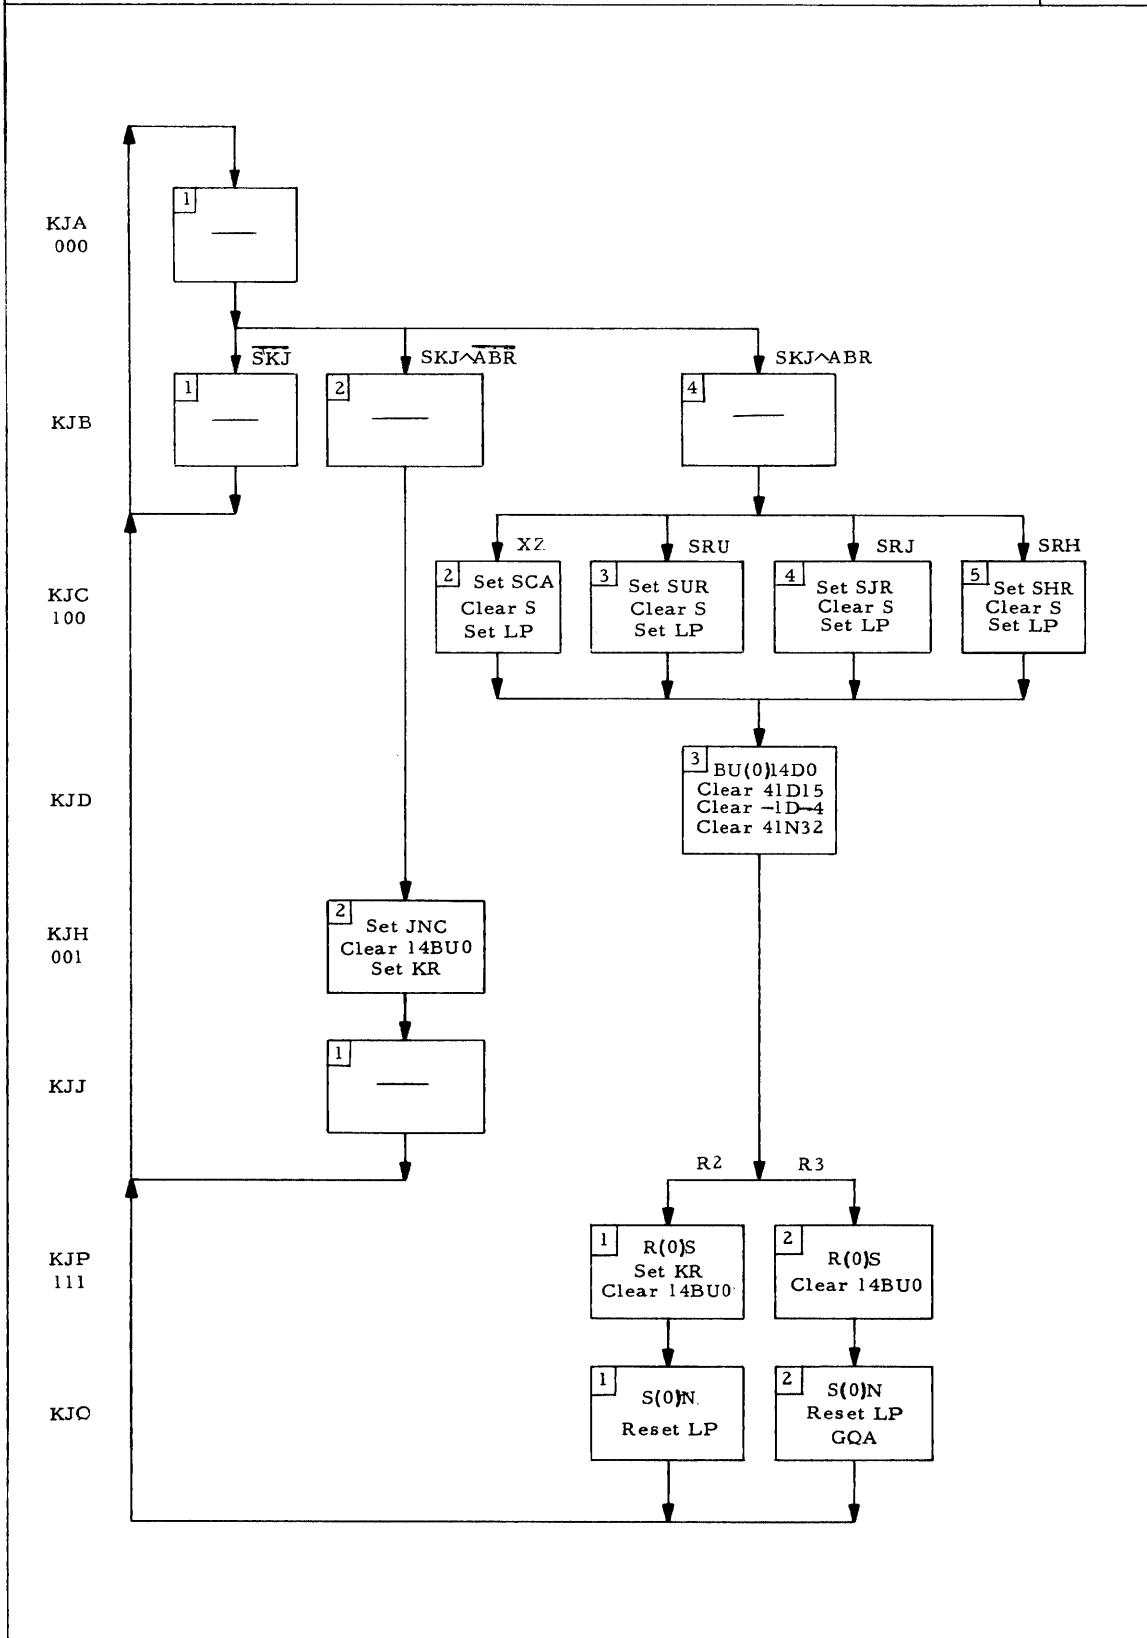 1
KJA
000
SKJ
SKJ∧ABR
SKJ∧ABR
1
2
4
KJB
XZ
SRU
SRJ
SRH
KJC
100
2
Set SCA
Clear S
Set LP
3
Set SUR
Clear S
Set LP
4
Set SJR
Clear S
Set LP
5
Set SHR
Clear S
Set LP
KJD
3
BU(0)14D0
Clear 41D15
Clear -1D-4
Clear 41N32
KJH
001
2
Set JNC
Clear 14BU0
Set KR
KJJ
1
R2
R3
KJP
111
1
R(0)S
Set KR
Clear 14BU0
2
R(0)S
Clear 14BU0
KJQ
1
S(0)N
Reset LP
2
S(0)N
Reset LP
GQA